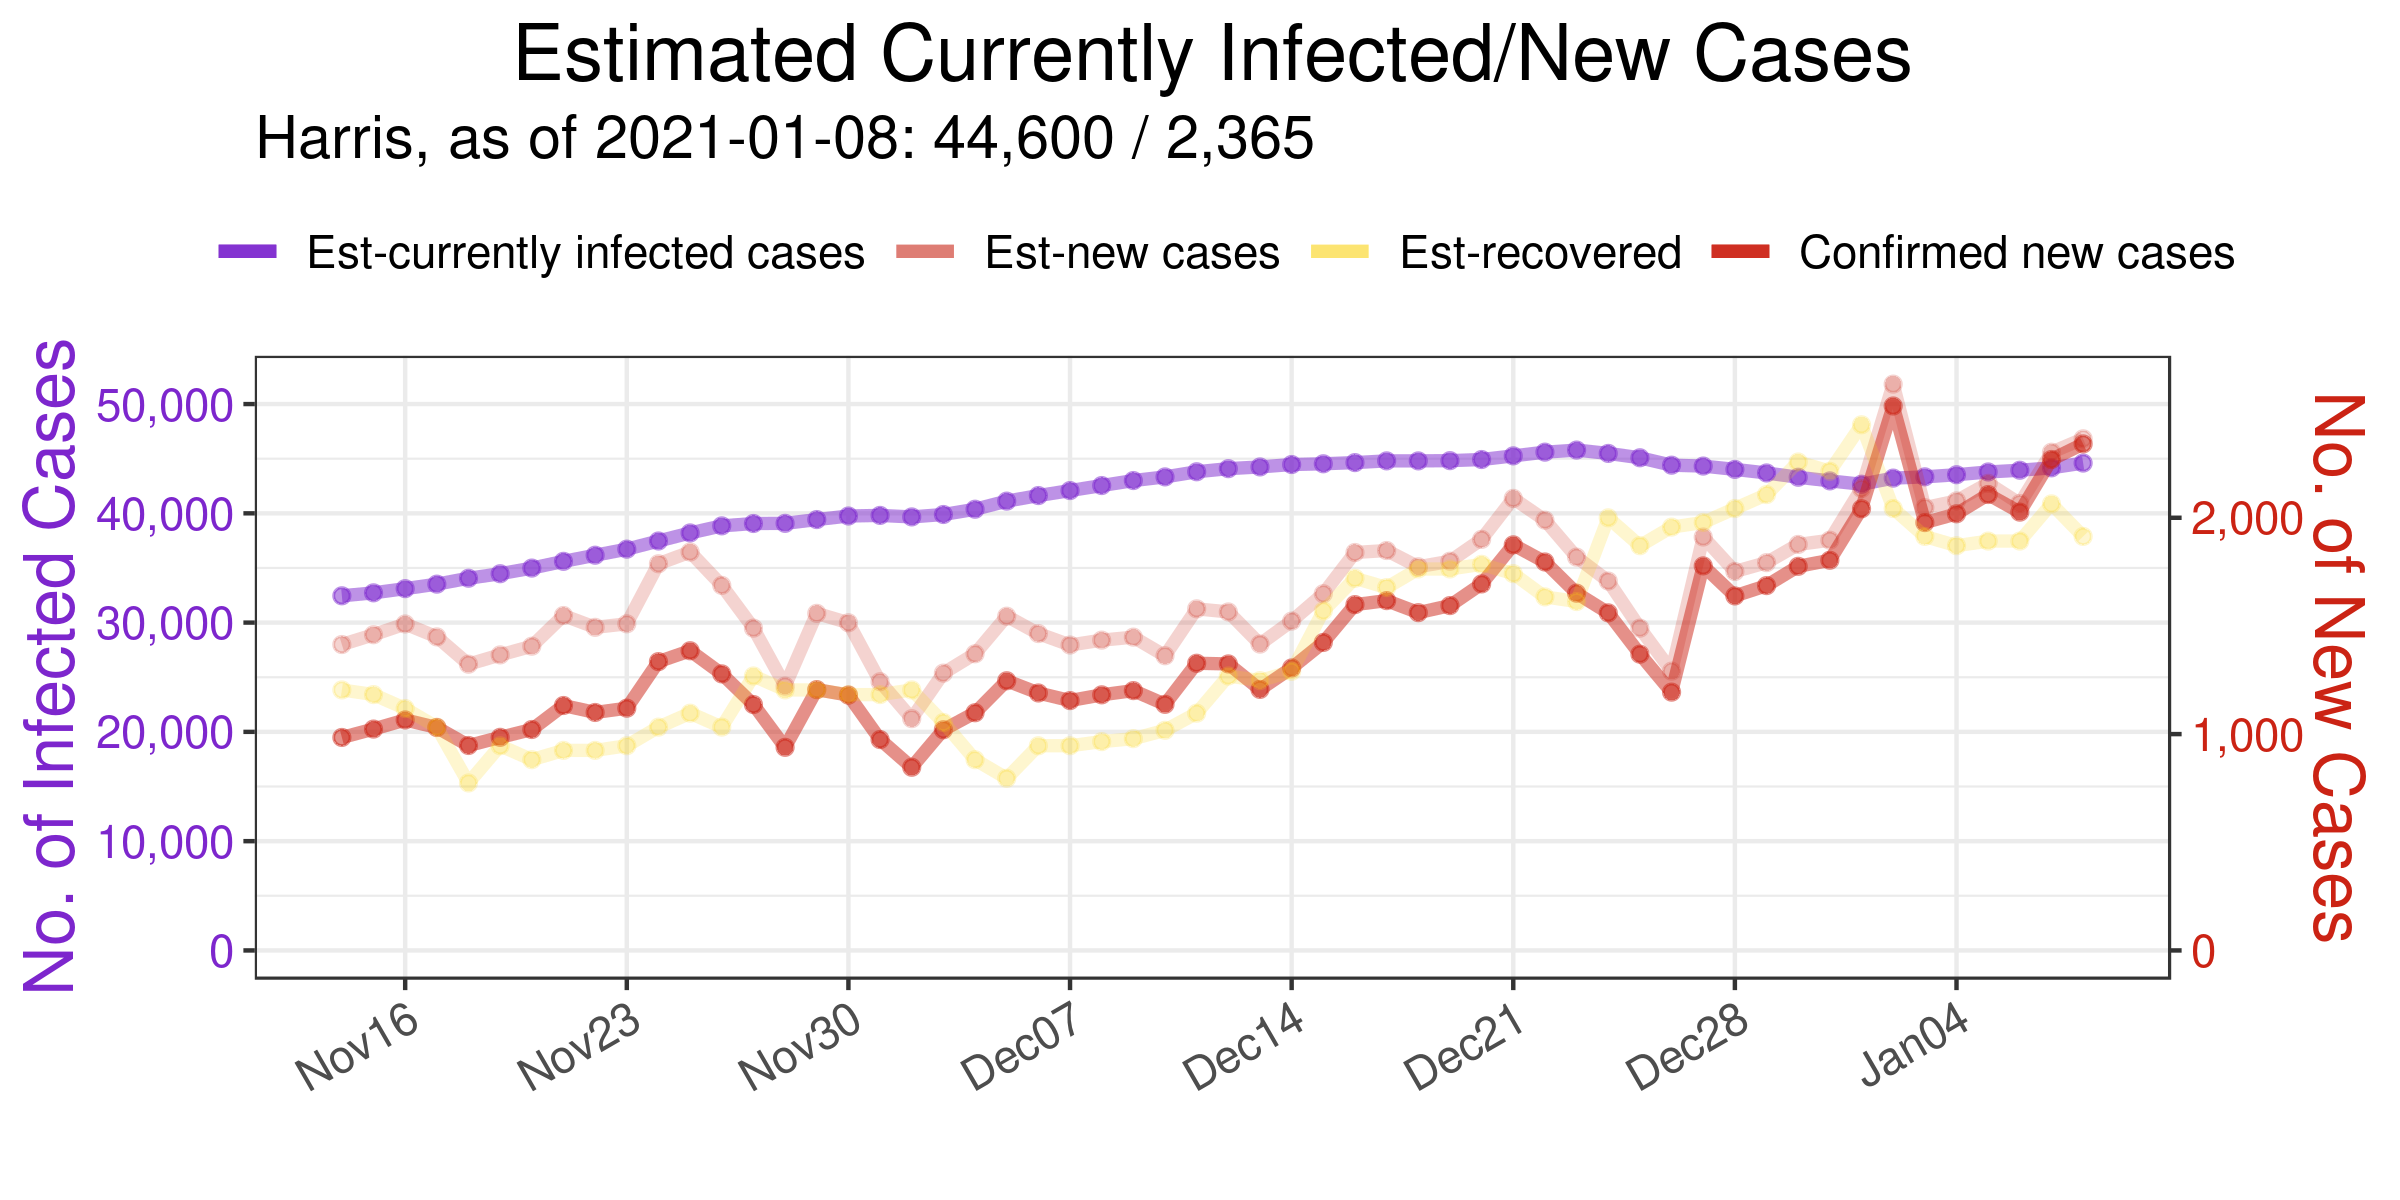 Estimated Currently Infected/New Cases
Harris, as of 2021-01-08: 44,600 / 2,365
Est-currently infected cases Est-new cases Est-recovered Confirmed new cases
No. of Infected Cases
50,000
40,000
30,000
20,000
10,000
0
2,000
1,000
0
No. of New Cases
Nov16 Nov23 Nov30 Dec07 Dec14 Dec21 Dec28 Jan04